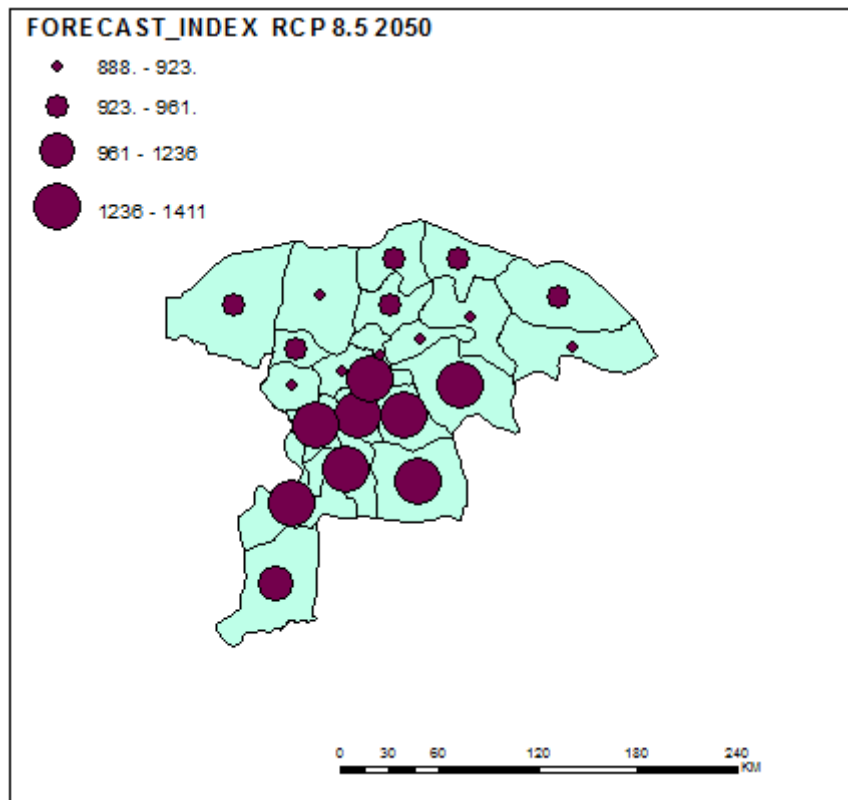 FORECAST_INDEX RCP 8.5 2050
888. - 923.
923. - 961.
961 - 1236
1236 - 1411
0 30 60 120 180 240
KM